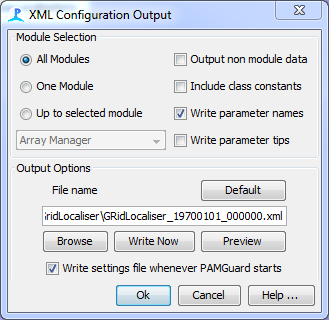 XML Configuration Output
Module Selection
All Modules
Output non module data
One Module
Include class constants
Up to selected module
Write parameter names
Array Manager
Write parameter tips
Output Options
File name
Default
ridLocaliser\GRidLocaliser_19700101_000000.xml
Browse
Write Now
Preview
Write settings file whenever PAMGuard starts
Ok
Cancel
Help ...